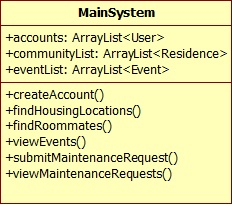 MainSystem
+accounts: ArrayList<User>
+communityList: ArrayList<Residence>
+eventList: ArrayList<Event>
+createAccount()
+findHousingLocations()
+findRoommates()
+viewEvents()
+submitMaintenanceRequest()
+viewMaintenanceRequests()